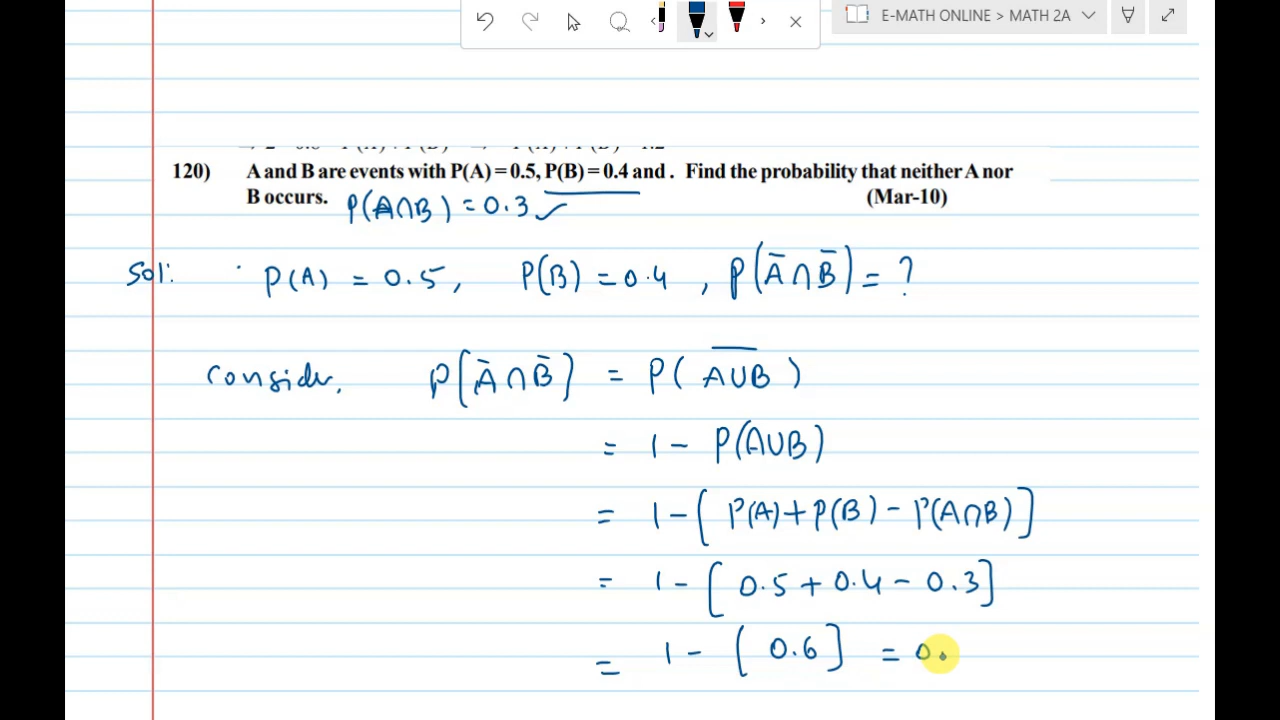 E-MATH ONLINE > MATH 2A
120) A and B are events with P(A)=0.5, P(B)=0.4 and . Find the probability that neither A nor
B occurs. P(A∩B) = 0.3 ✓ (Mar-10)
Sol: P(A) = 0.5, P(B) = 0.4, P(A̅∩B̅) = ?
Consider, P[A̅∩B̅] = P(A̅∪̅B̅)
= 1 - P(A∪B)
= 1 - [P(A)+P(B) - P(A∩B)]
= 1 - [0.5 + 0.4 - 0.3]
= 1 - [0.6] = 0.